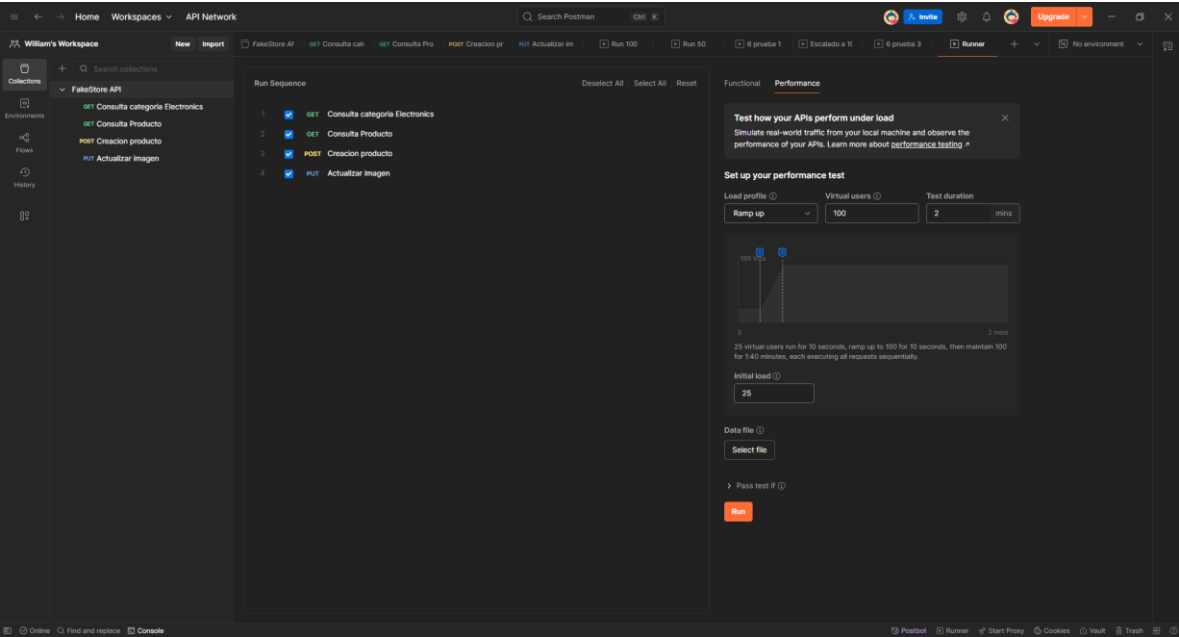 Home Workspaces API Network Search Postman Ctrl K Invite Upgrade
William's Workspace New Import FakeStore AP GET Consulta cat GET Consulta Pro POST Creacion pr PUT Actualizar im Run 100 Run 50 6 prueba 1 Escalado a 6 prueba 3 Runner No environment
Collections
Environments
Flows
History
Search collections
FakeStore API
GET Consulta categoria Electronics
GET Consulta Producto
POST Creacion producto
PUT Actualizar imagen
Run Sequence Deselect All Select All Reset
1 GET Consulta categoria Electronics
2 GET Consulta Producto
3 POST Creacion producto
4 PUT Actualizar imagen
Functional Performance
Test how your APIs perform under load
Simulate real-world traffic from your local machine and observe the
performance of your APIs. Learn more about performance testing
Set up your performance test
Load profile Virtual users Test duration
Ramp up 100 2 mins
100 VUs
0 2 mins
25 virtual users run for 10 seconds, ramp up to 100 for 10 seconds, then maintain 100
for 1:40 minutes, each executing all requests sequentially.
Initial load
25
Data file
Select file
Pass test if
Run
Online Find and replace Console Postbot Runner Start Proxy Cookies Vault Trash